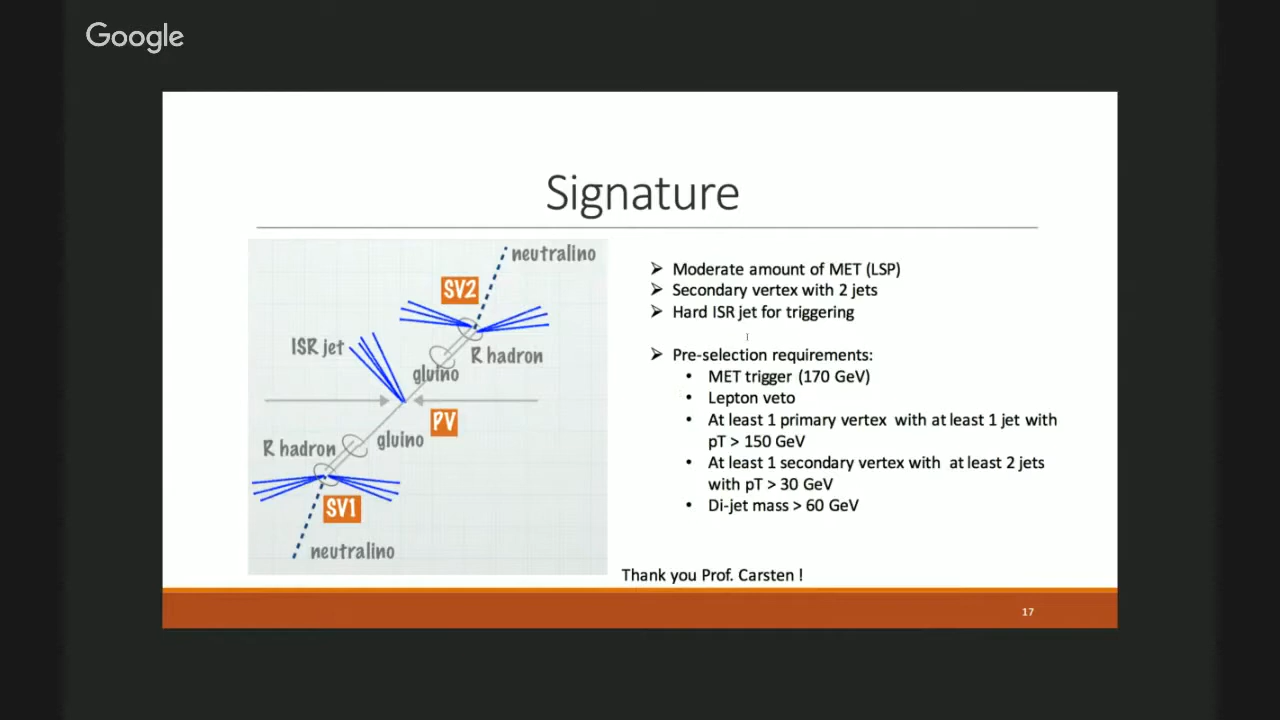 Google
Signature
neutralino
SV2
ISR jet
R hadron
gluino
PV
gluino
R hadron
SV1
neutralino
➢ Moderate amount of MET (LSP)
➢ Secondary vertex with 2 jets
➢ Hard ISR jet for triggering
➢ Pre-selection requirements:
• MET trigger (170 GeV)
• Lepton veto
• At least 1 primary vertex with at least 1 jet with
pT > 150 GeV
• At least 1 secondary vertex with at least 2 jets
with pT > 30 GeV
• Di-jet mass > 60 GeV
Thank you Prof. Carsten !
17